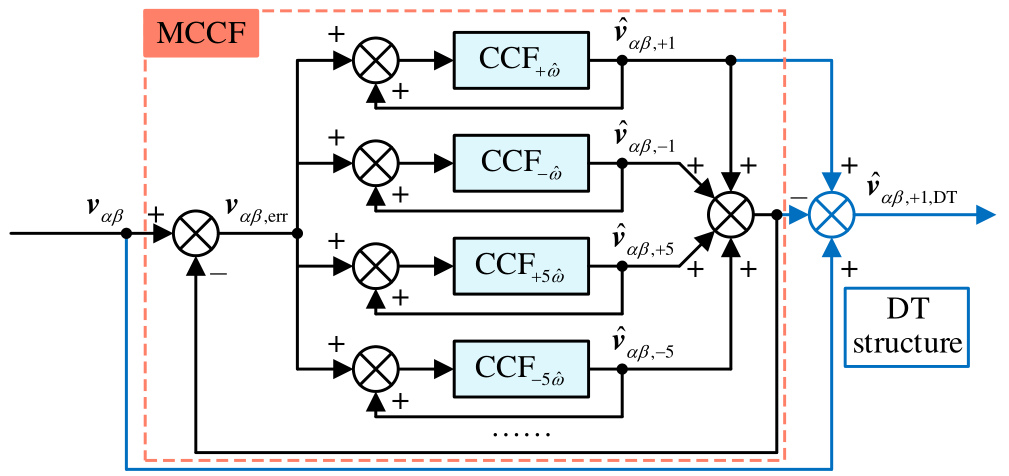 MCCF
+ CCF+ω̂ v̂αβ,+1
+
+ CCF−ω̂ v̂αβ,−1 + + +
+
vαβ + vαβ,err − v̂αβ,+1,DT
−
+ CCF+5ω̂ v̂αβ,+5 + + +
+
DT
structure
+ CCF−5ω̂ v̂αβ,−5
+
……